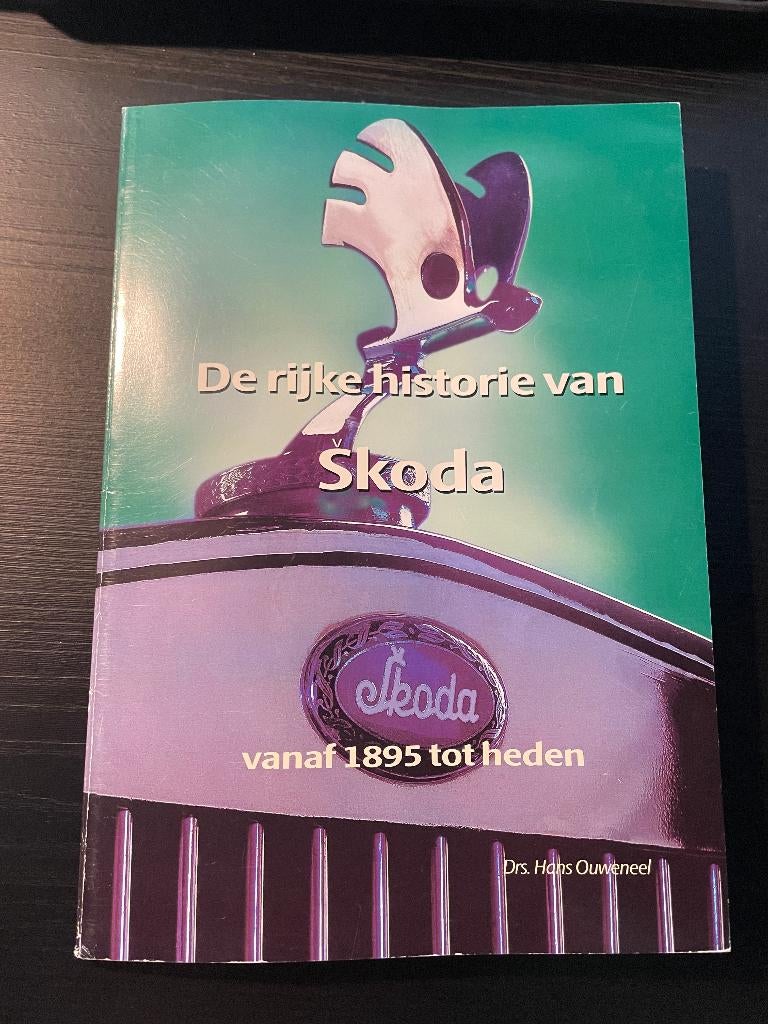 De rijke historie van
Škoda
Škoda
vanaf 1895 tot heden
Drs. Hans Ouweneel